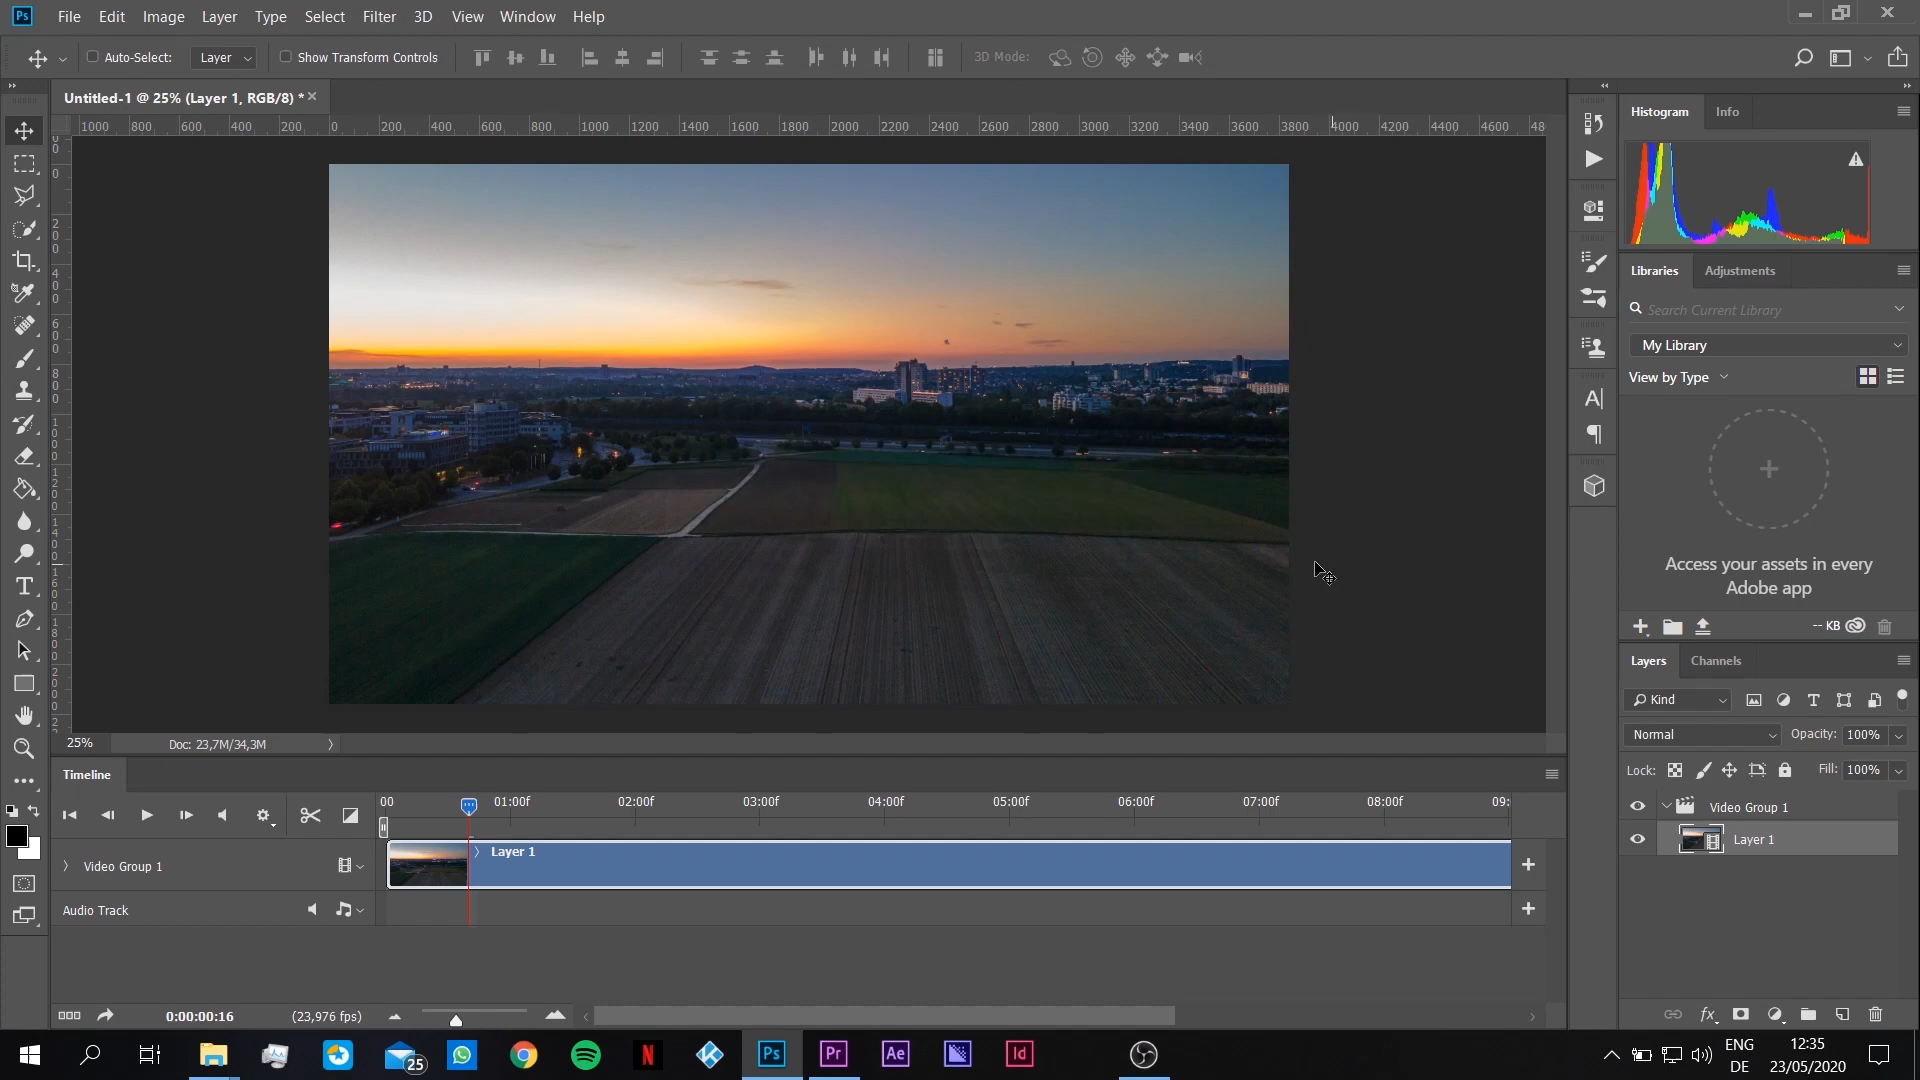 Ps File Edit Image Layer Type Select Filter 3D View Window Help
Auto-Select: Layer Show Transform Controls 3D Mode:
Untitled-1 @ 25% (Layer 1, RGB/8) *
1000 800 600 400 200 0 200 400 600 800 1000 1200 1400 1600 1800 2000 2200 2400 2600 2800 3000 3200 3400 3600 3800 4000 4200 4400 4600 48
Histogram Info
Libraries Adjustments
Search Current Library
My Library
View by Type
Access your assets in every
Adobe app
-- KB
Layers Channels
Kind
Normal Opacity: 100%
Lock: Fill: 100%
Video Group 1
Layer 1
25% Doc: 23,7M/34,3M
Timeline
00 01:00f 02:00f 03:00f 04:00f 05:00f 06:00f 07:00f 08:00f 09:
Video Group 1 Layer 1
Audio Track
0:00:00:16 (23,976 fps)
fx
25 N Ps Pr Ae Id
ENG 12:35
DE 23/05/2020